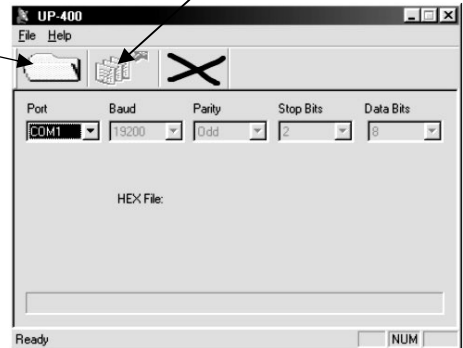 UP-400
File Help
Port Baud Parity Stop Bits Data Bits
COM1 19200 Odd 2 8
HEX File:
Ready NUM